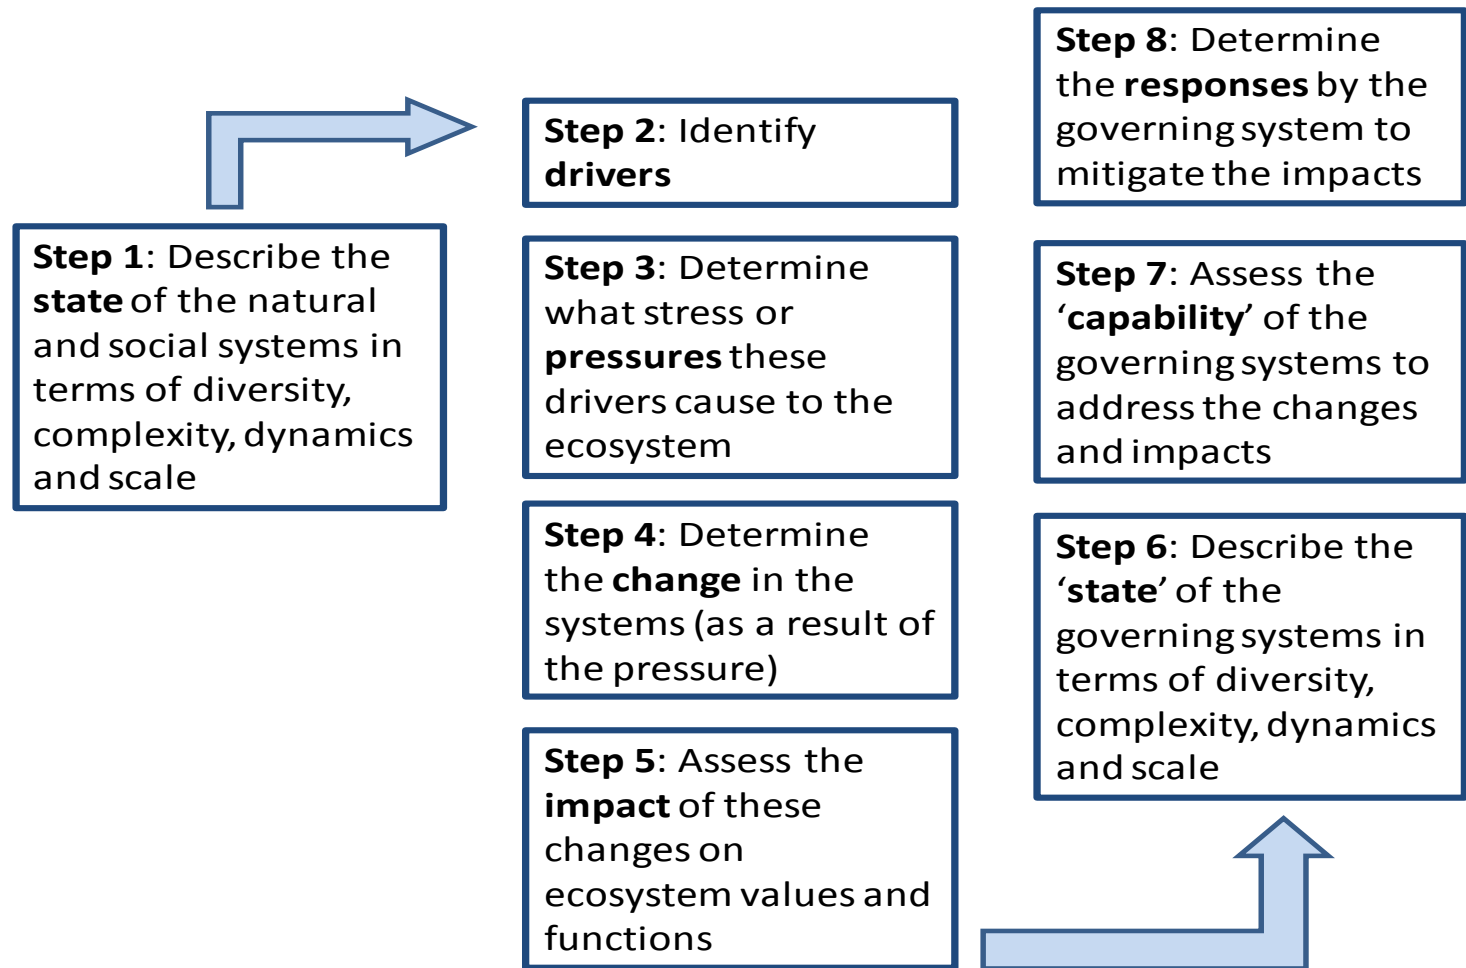 Step 1: Describe the
state of the natural
and social systems in
terms of diversity,
complexity, dynamics
and scale
Step 2: Identify
drivers
Step 3: Determine
what stress or
pressures these
drivers cause to the
ecosystem
Step 4: Determine
the change in the
systems (as a result of
the pressure)
Step 5: Assess the
impact of these
changes on
ecosystem values and
functions
Step 6: Describe the
‘state’ of the
governing systems in
terms of diversity,
complexity, dynamics
and scale
Step 7: Assess the
‘capability’ of the
governing systems to
address the changes
and impacts
Step 8: Determine
the responses by the
governing system to
mitigate the impacts